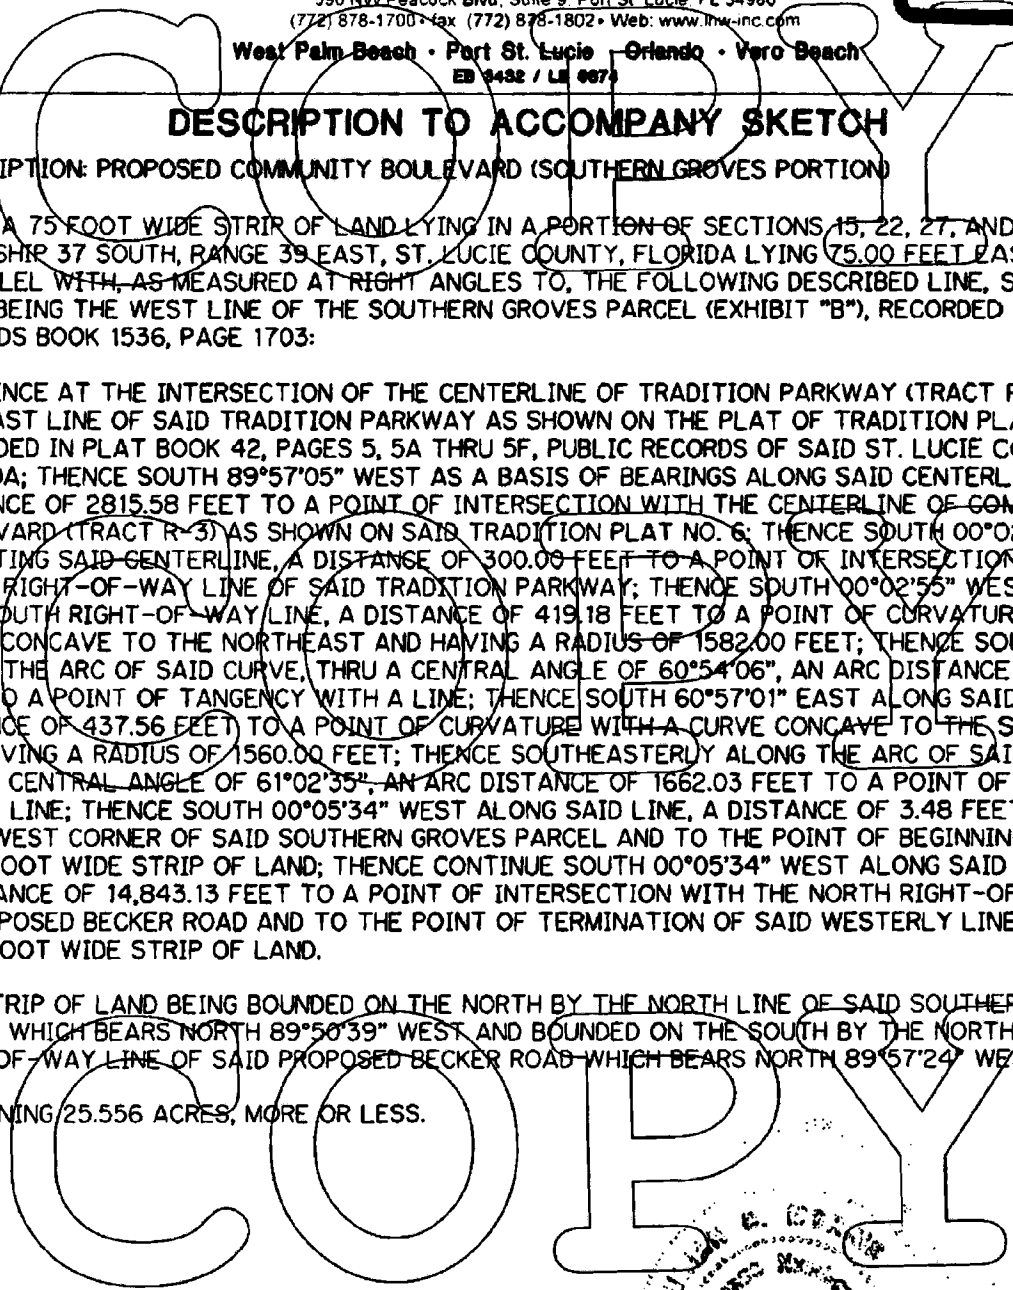 590 NW Peacock Blvd, Suite 9, Port St. Lucie, FL 34986
(772) 878-1700 • fax (772) 878-1802 • Web: www.lhw-inc.com
West Palm Beach • Port St. Lucie Orlando • Vero Beach
EB 9432 / LB 6674
DESCRIPTION TO ACCOMPANY SKETCH
IPTION: PROPOSED COMMUNITY BOULEVARD (SOUTHERN GROVES PORTION)
A 75 FOOT WIDE STRIP OF LAND LYING IN A PORTION OF SECTIONS 15, 22, 27, AND
SHIP 37 SOUTH, RANGE 39 EAST, ST. LUCIE COUNTY, FLORIDA LYING 75.00 FEET EAS
LEL WITH, AS MEASURED AT RIGHT ANGLES TO, THE FOLLOWING DESCRIBED LINE, S
BEING THE WEST LINE OF THE SOUTHERN GROVES PARCEL (EXHIBIT "B"), RECORDED
DS BOOK 1536, PAGE 1703:
ENCE AT THE INTERSECTION OF THE CENTERLINE OF TRADITION PARKWAY (TRACT R
AST LINE OF SAID TRADITION PARKWAY AS SHOWN ON THE PLAT OF TRADITION PLA
DED IN PLAT BOOK 42, PAGES 5, 5A THRU 5F, PUBLIC RECORDS OF SAID ST. LUCIE CO
DA; THENCE SOUTH 89°57'05" WEST AS A BASIS OF BEARINGS ALONG SAID CENTERL
NCE OF 2815.58 FEET TO A POINT OF INTERSECTION WITH THE CENTERLINE OF COM
VARD (TRACT R-3) AS SHOWN ON SAID TRADITION PLAT NO. 6; THENCE SOUTH 00°02
TING SAID CENTERLINE, A DISTANCE OF 300.00 FEET TO A POINT OF INTERSECTION
RIGHT-OF-WAY LINE OF SAID TRADITION PARKWAY; THENCE SOUTH 00°02'55" WES
OUTH RIGHT-OF-WAY LINE, A DISTANCE OF 419.18 FEET TO A POINT OF CURVATUR
CONCAVE TO THE NORTHEAST AND HAVING A RADIUS OF 1582.00 FEET; THENCE SOU
THE ARC OF SAID CURVE, THRU A CENTRAL ANGLE OF 60°54'06", AN ARC DISTANCE
O A POINT OF TANGENCY WITH A LINE; THENCE SOUTH 60°57'01" EAST ALONG SAID
NCE OF 437.56 FEET TO A POINT OF CURVATURE WITH A CURVE CONCAVE TO THE S
VING A RADIUS OF 1560.00 FEET; THENCE SOUTHEASTERLY ALONG THE ARC OF SAI
CENTRAL ANGLE OF 61°02'35", AN ARC DISTANCE OF 1662.03 FEET TO A POINT OF
LINE; THENCE SOUTH 00°05'34" WEST ALONG SAID LINE, A DISTANCE OF 3.48 FEET
WEST CORNER OF SAID SOUTHERN GROVES PARCEL AND TO THE POINT OF BEGINNIN
OOT WIDE STRIP OF LAND; THENCE CONTINUE SOUTH 00°05'34" WEST ALONG SAID
ANCE OF 14,843.13 FEET TO A POINT OF INTERSECTION WITH THE NORTH RIGHT-OF
POSED BECKER ROAD AND TO THE POINT OF TERMINATION OF SAID WESTERLY LINE
OOT WIDE STRIP OF LAND.
TRIP OF LAND BEING BOUNDED ON THE NORTH BY THE NORTH LINE OF SAID SOUTHER
WHICH BEARS NORTH 89°50'39" WEST AND BOUNDED ON THE SOUTH BY THE NORTH
OF-WAY LINE OF SAID PROPOSED BECKER ROAD WHICH BEARS NORTH 89°57'24" WE
NING 25.556 ACRES, MORE OR LESS.
COPY
COPY
COPY